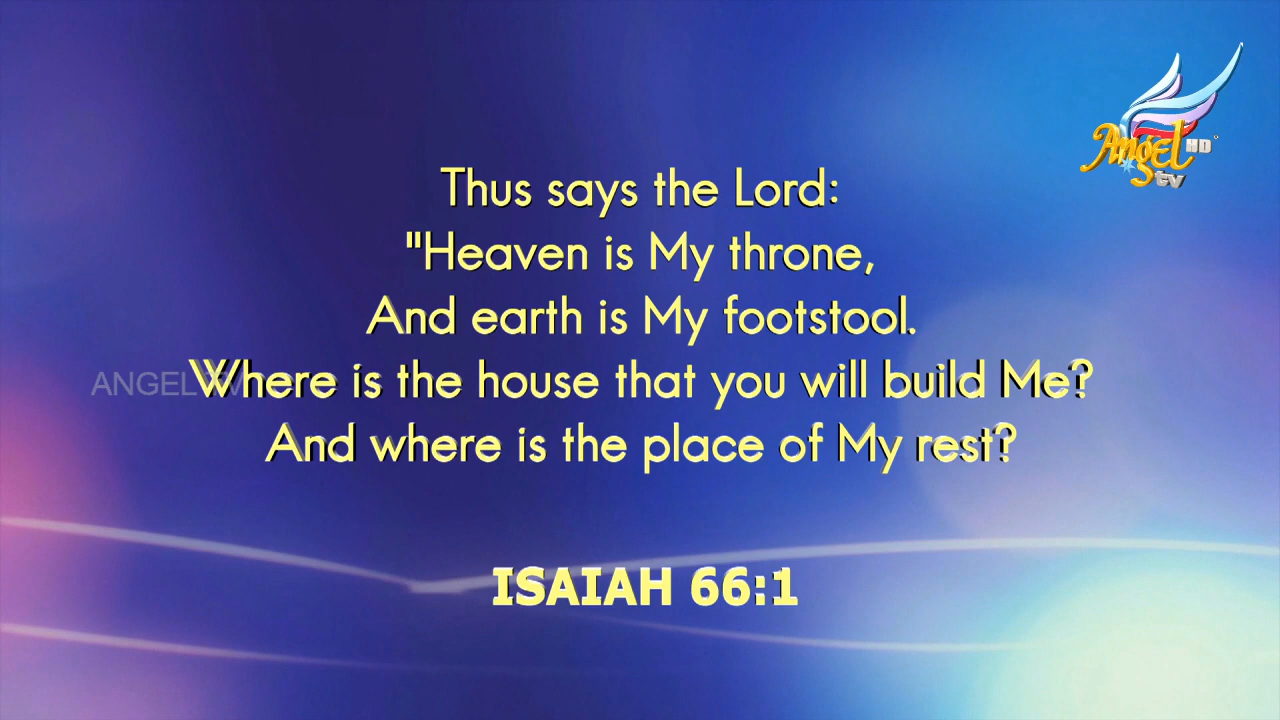 Angel HD
tv
Thus says the Lord:
"Heaven is My throne,
And earth is My footstool.
ANGEL
Where is the house that you will build Me?
And where is the place of My rest?
ISAIAH 66:1